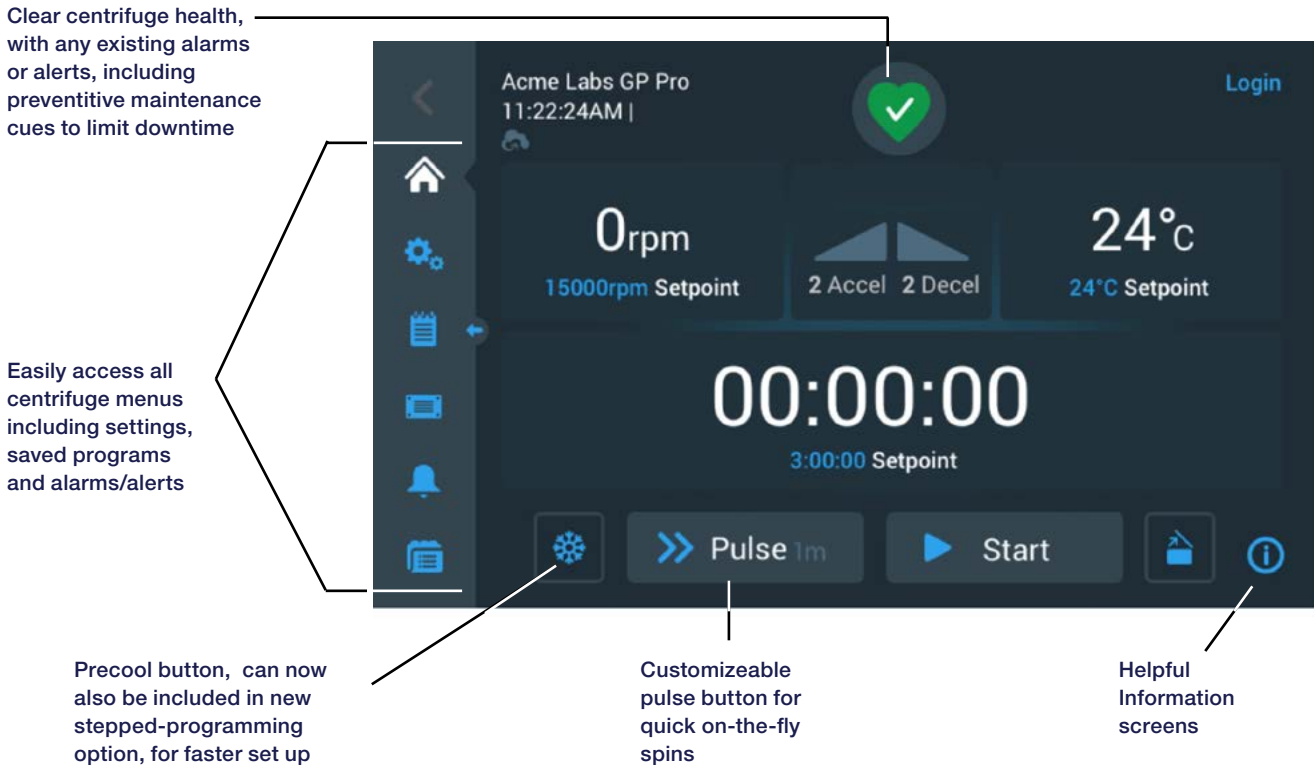 Clear centrifuge health,
with any existing alarms
or alerts, including
preventitive maintenance
cues to limit downtime
Acme Labs GP Pro
11:22:24AM |
Login
0rpm
15000rpm Setpoint
2 Accel 2 Decel
24°C
24°C Setpoint
Easily access all
centrifuge menus
including settings,
saved programs
and alarms/alerts
00:00:00
3:00:00 Setpoint
Pulse 1m
Start
Precool button, can now
also be included in new
stepped-programming
option, for faster set up
Customizeable
pulse button for
quick on-the-fly
spins
Helpful
Information
screens